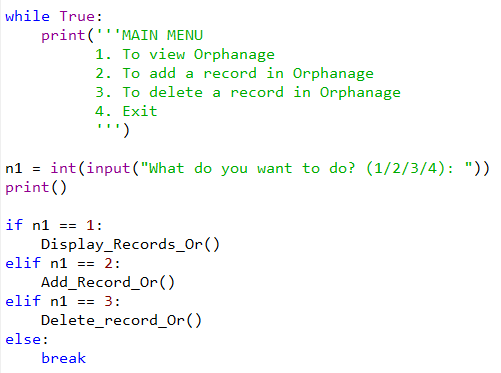 while True:
    print('''MAIN MENU
          1. To view Orphanage
          2. To add a record in Orphanage
          3. To delete a record in Orphanage
          4. Exit
          ''')

n1 = int(input("What do you want to do? (1/2/3/4): "))
print()

if n1 == 1:
    Display_Records_Or()
elif n1 == 2:
    Add_Record_Or()
elif n1 == 3:
    Delete_record_Or()
else:
    break